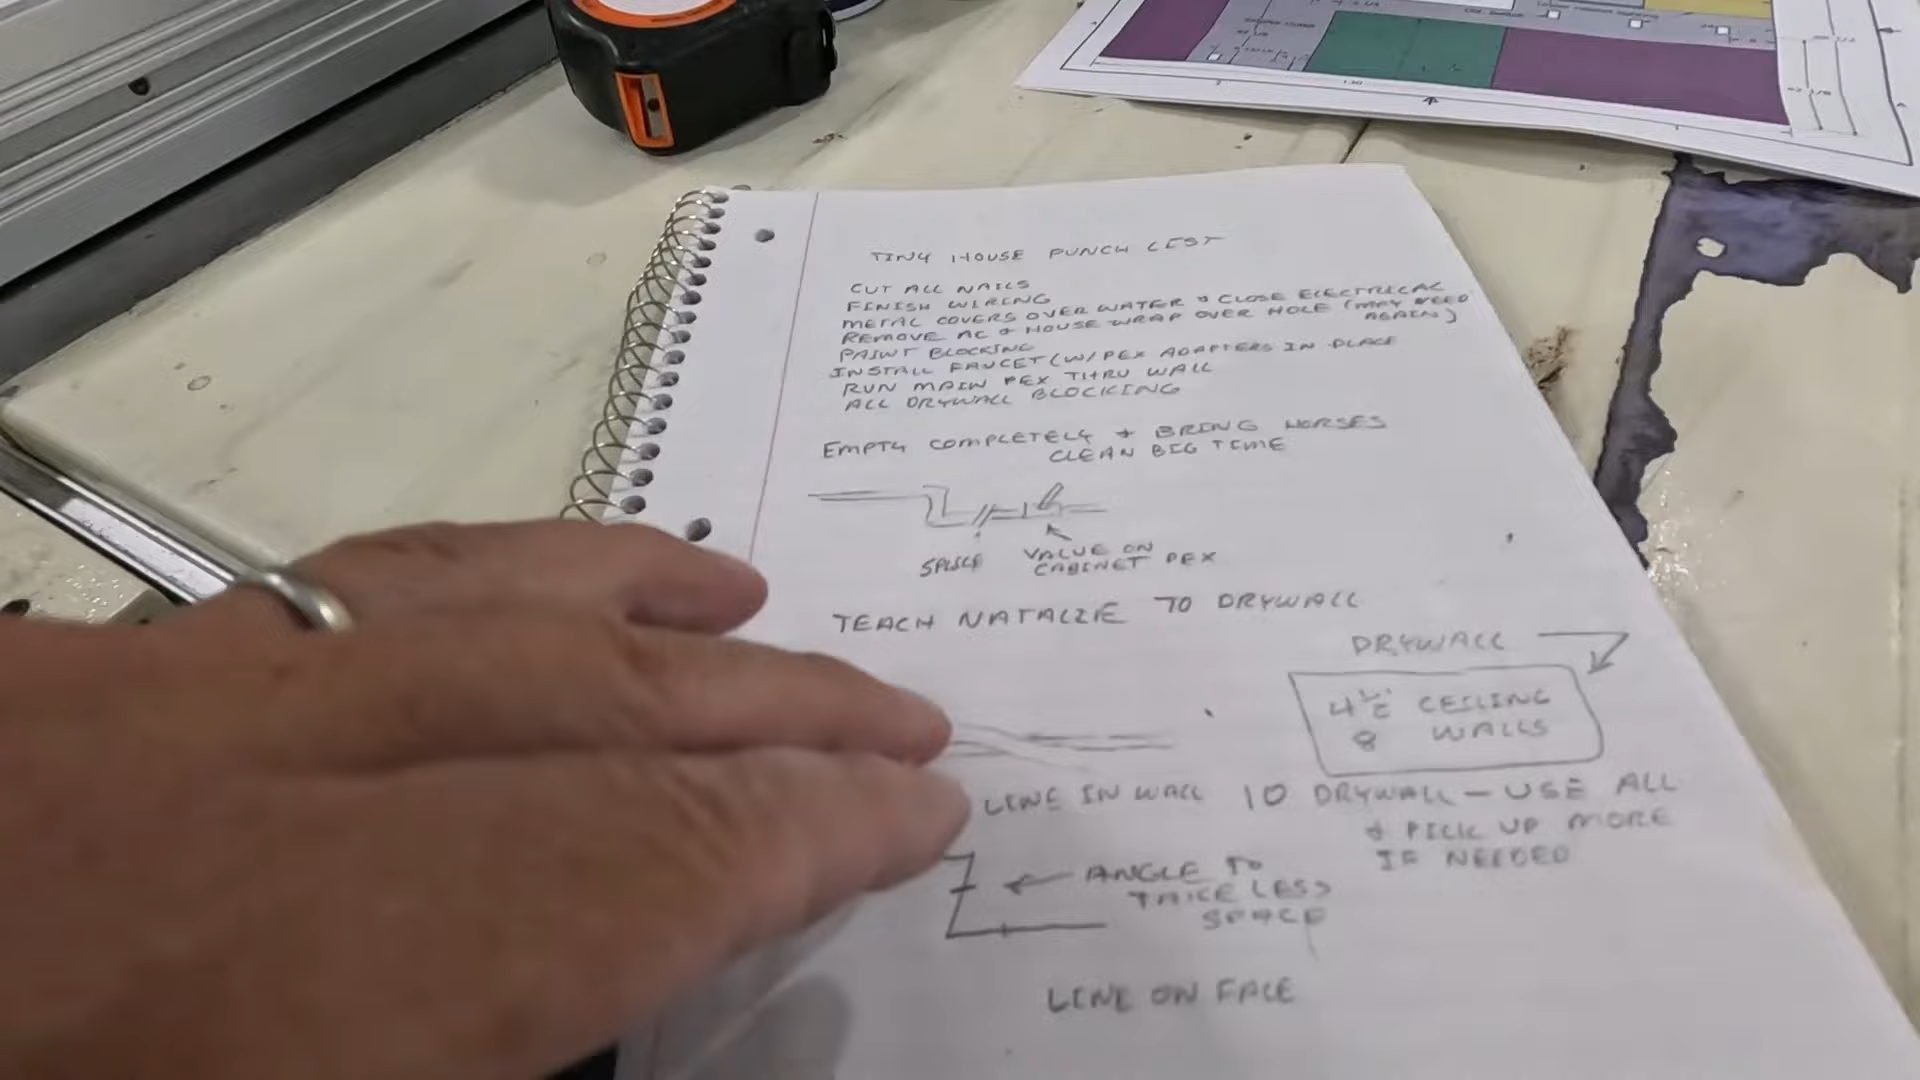 TINY HOUSE PUNCH LIST
CUT ALL NAILS
FINISH WIRING
METAL COVERS OVER WATER & CLOSE ELECTRICAL
REMOVE AC & HOUSE WRAP OVER HOLE (MAY NEED
AGAIN)
PAINT BLOCKING
INSTALL FAUCET (W/PEX ADAPTERS IN PLACE
RUN MAIN PEX THRU WALL
ALL DRYWALL BLOCKING
EMPTY COMPLETELY & BRING HORSES
CLEAN BIG TIME
SPLICE
VALVE ON
CABINET PEX
TEACH NATALIE TO DRYWALL
DRYWALL
4 1/2 CEILING
8 WALLS
LINE IN WALL
10 DRYWALL - USE ALL
& PICK UP MORE
IF NEEDED
ANGLE TO
TAKE LESS
SPACE
LINE ON FACE